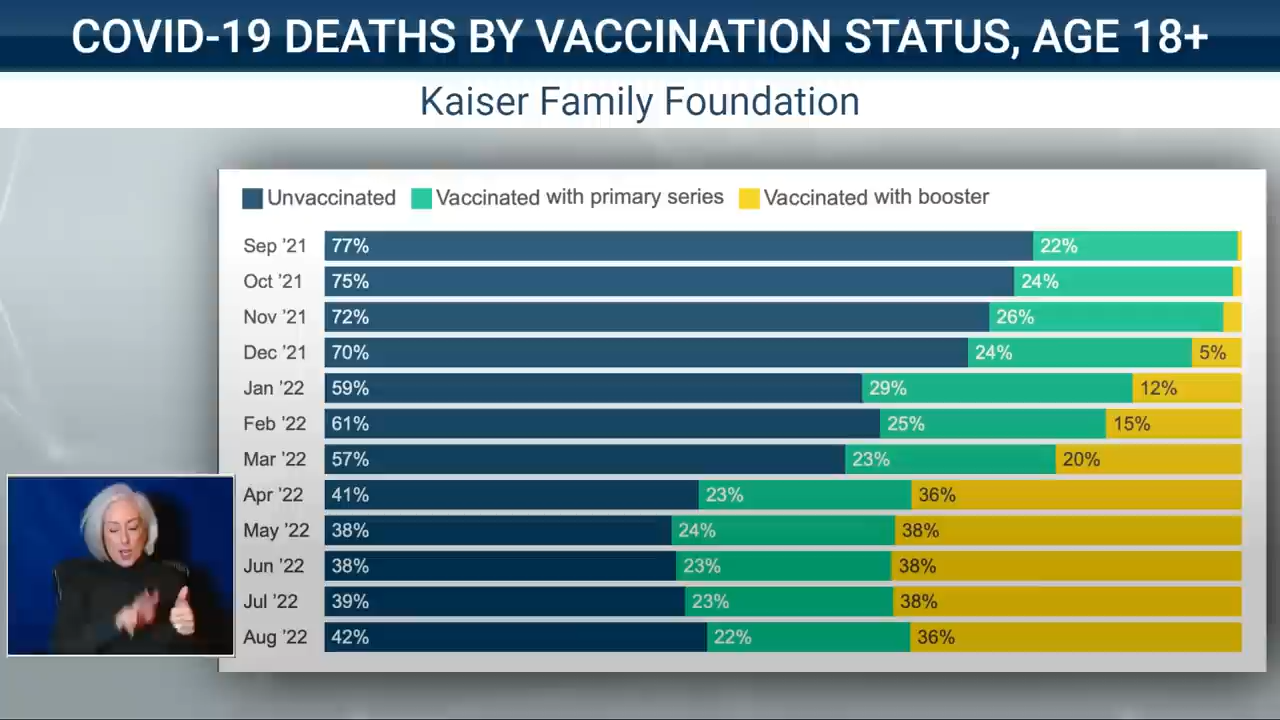 COVID-19 DEATHS BY VACCINATION STATUS, AGE 18+
Kaiser Family Foundation
Unvaccinated Vaccinated with primary series Vaccinated with booster
Sep ’21 77% 22%
Oct ’21 75% 24%
Nov ’21 72% 26%
Dec ’21 70% 24% 5%
Jan ’22 59% 29% 12%
Feb ’22 61% 25% 15%
Mar ’22 57% 23% 20%
Apr ’22 41% 23% 36%
May ’22 38% 24% 38%
Jun ’22 38% 23% 38%
Jul ’22 39% 23% 38%
Aug ’22 42% 22% 36%